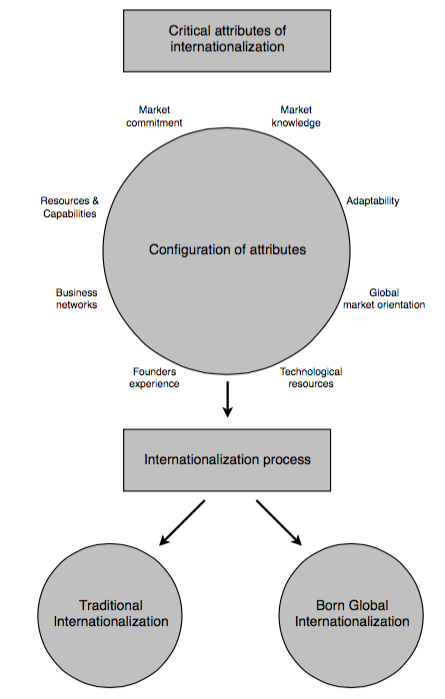 Critical attributes of
internationalization
Market
commitment
Market
knowledge
Resources &
Capabilities
Adaptability
Configuration of attributes
Business
networks
Global
market orientation
Founders
experience
Technological
resources
Internationalization process
Traditional
Internationalization
Born Global
Internationalization